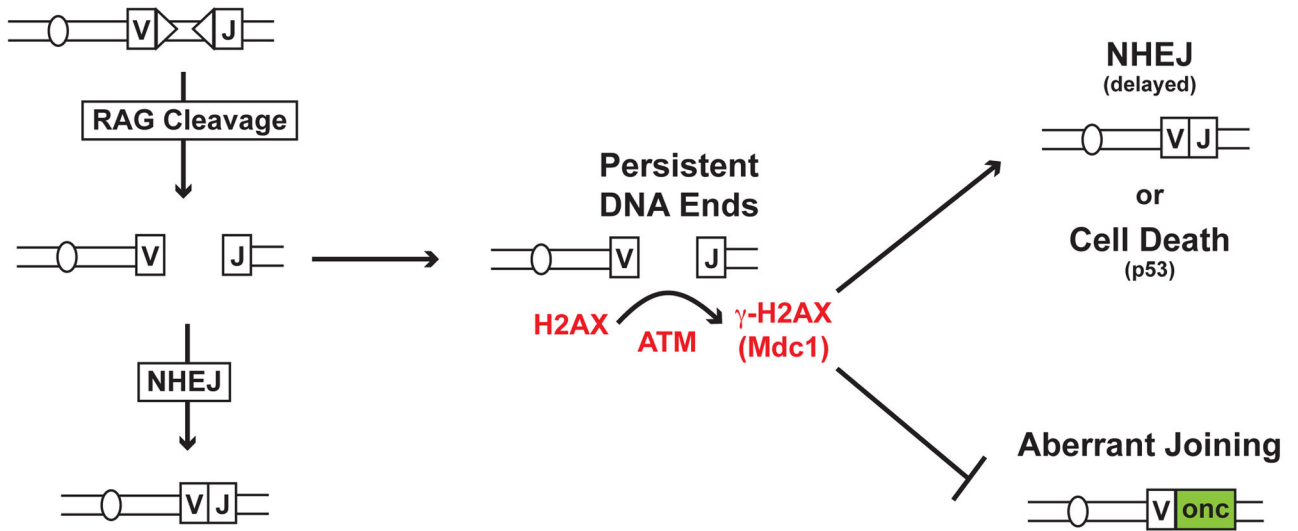 V J
RAG Cleavage
V J
NHEJ
V J
Persistent
DNA Ends
V J
H2AX
ATM
γ-H2AX
(Mdc1)
NHEJ
(delayed)
V J
or
Cell Death
(p53)
Aberrant Joining
V onc